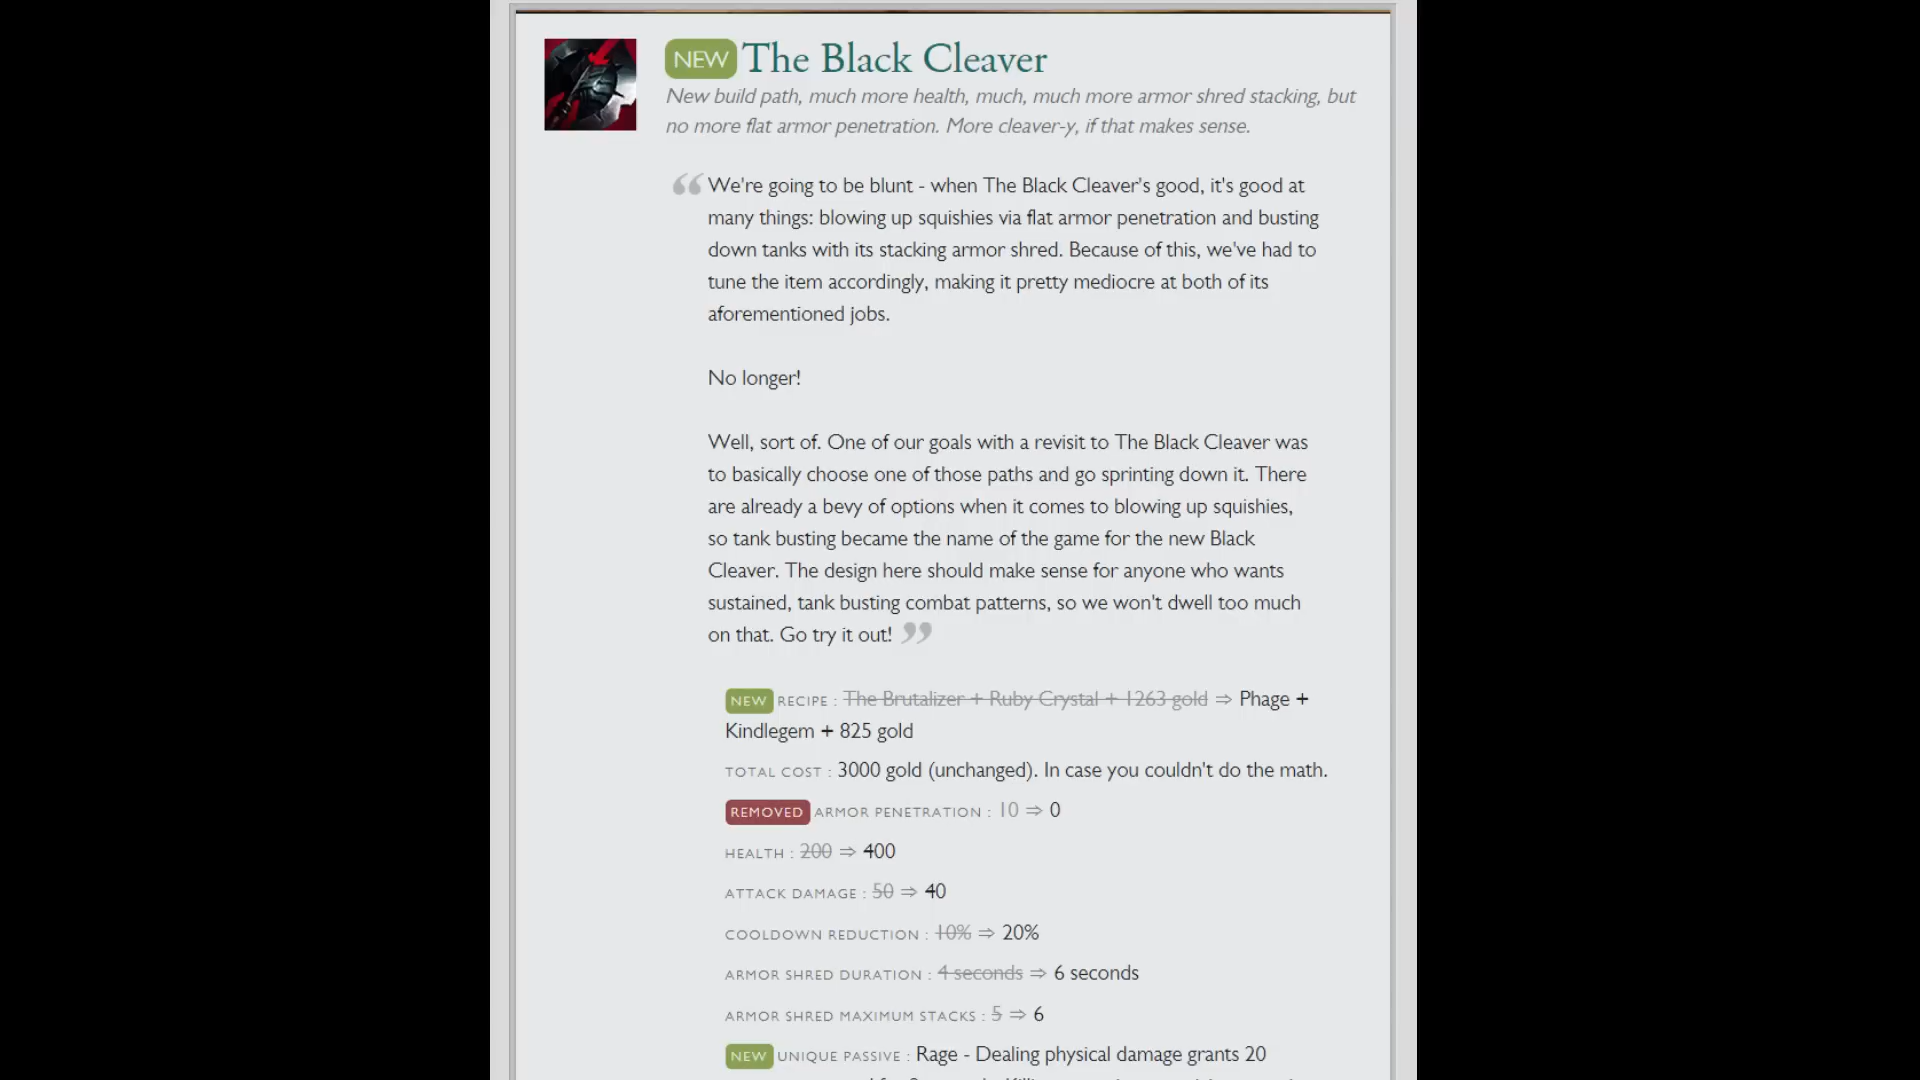 NEW The Black Cleaver
New build path, much more health, much, much more armor shred stacking, but
no more flat armor penetration. More cleaver-y, if that makes sense.
“ We're going to be blunt - when The Black Cleaver's good, it's good at
many things: blowing up squishies via flat armor penetration and busting
down tanks with its stacking armor shred. Because of this, we've had to
tune the item accordingly, making it pretty mediocre at both of its
aforementioned jobs.
No longer!
Well, sort of. One of our goals with a revisit to The Black Cleaver was
to basically choose one of those paths and go sprinting down it. There
are already a bevy of options when it comes to blowing up squishies,
so tank busting became the name of the game for the new Black
Cleaver. The design here should make sense for anyone who wants
sustained, tank busting combat patterns, so we won't dwell too much
on that. Go try it out! ”
NEW RECIPE : The Brutalizer + Ruby Crystal + 1263 gold ⇒ Phage +
Kindlegem + 825 gold
TOTAL COST : 3000 gold (unchanged). In case you couldn't do the math.
REMOVED ARMOR PENETRATION : 10 ⇒ 0
HEALTH : 200 ⇒ 400
ATTACK DAMAGE : 50 ⇒ 40
COOLDOWN REDUCTION : 10% ⇒ 20%
ARMOR SHRED DURATION : 4 seconds ⇒ 6 seconds
ARMOR SHRED MAXIMUM STACKS : 5 ⇒ 6
NEW UNIQUE PASSIVE : Rage - Dealing physical damage grants 20